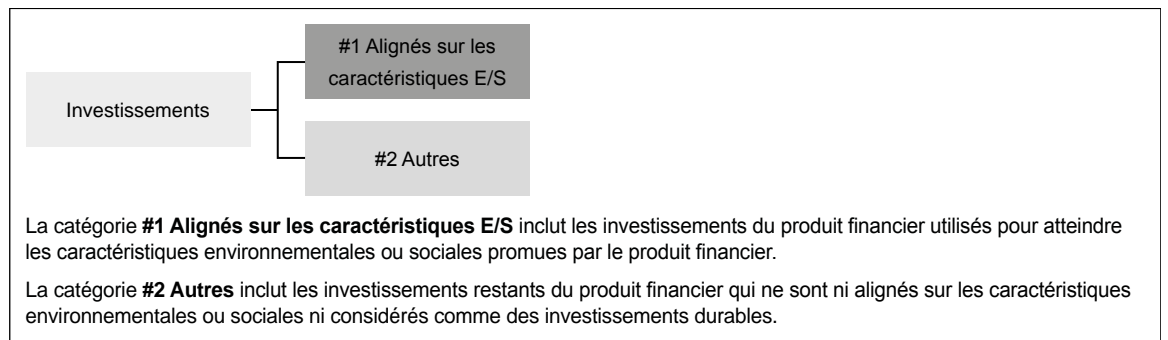 #1 Alignés sur les
caractéristiques E/S
Investissements
#2 Autres
La catégorie #1 Alignés sur les caractéristiques E/S inclut les investissements du produit financier utilisés pour atteindre
les caractéristiques environnementales ou sociales promues par le produit financier.
La catégorie #2 Autres inclut les investissements restants du produit financier qui ne sont ni alignés sur les caractéristiques
environnementales ou sociales ni considérés comme des investissements durables.